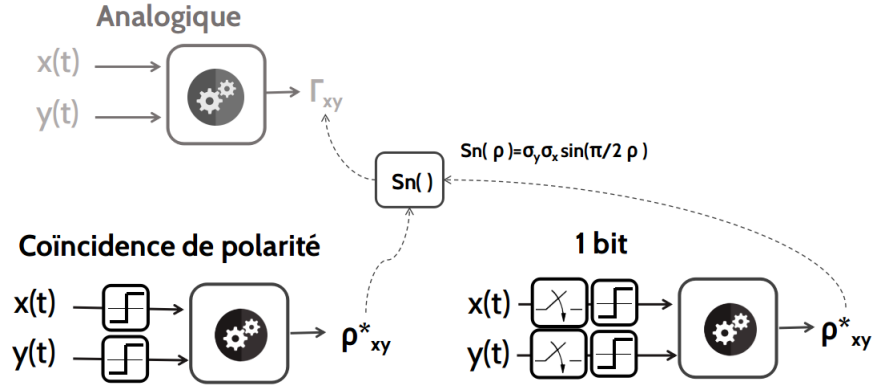 Analogique
x(t)
y(t)
Γxy
Sn( ρ )=σyσx sin(π/2 ρ )
Sn( )
Coïncidence de polarité
x(t)
y(t)
ρ*xy
1 bit
x(t)
y(t)
ρ*xy